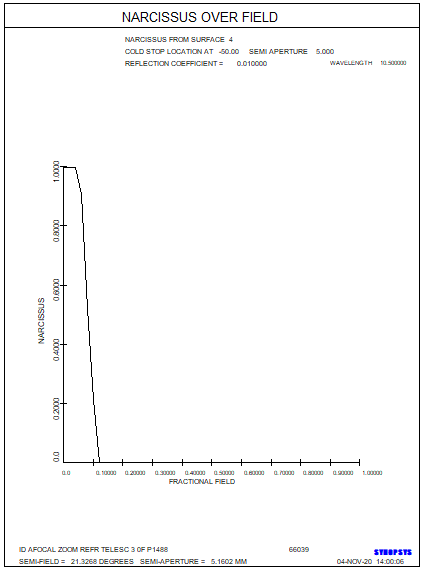 NARCISSUS OVER FIELD
NARCISSUS FROM SURFACE 4
COLD STOP LOCATION AT -50.00 SEMI APERTURE 5.000
REFLECTION COEFFICIENT = 0.010000 WAVELENGTH 10.500000
1.0000
0.8000
0.6000
0.4000
0.2000
0.0
NARCISSUS
0.0 0.10000 0.20000 0.30000 0.40000 0.50000 0.60000 0.70000 0.80000 0.90000 1.00000
FRACTIONAL FIELD
ID AFOCAL ZOOM REFR TELESC 3 0F P1488 66039 SYNOPSYS
SEMI-FIELD = 21.3268 DEGREES SEMI-APERTURE = 5.1602 MM 04-NOV-20 14:00:06